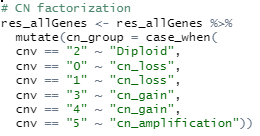 # CN factorization
res_allGenes <- res_allGenes %>%
  mutate(cn_group = case_when(
  cnv == "2" ~ "Diploid",
  cnv == "0" ~ "cn_loss",
  cnv == "1" ~ "cn_loss",
  cnv == "3" ~ "cn_gain",
  cnv == "4" ~ "cn_gain",
  cnv == "5" ~ "cn_amplification"))